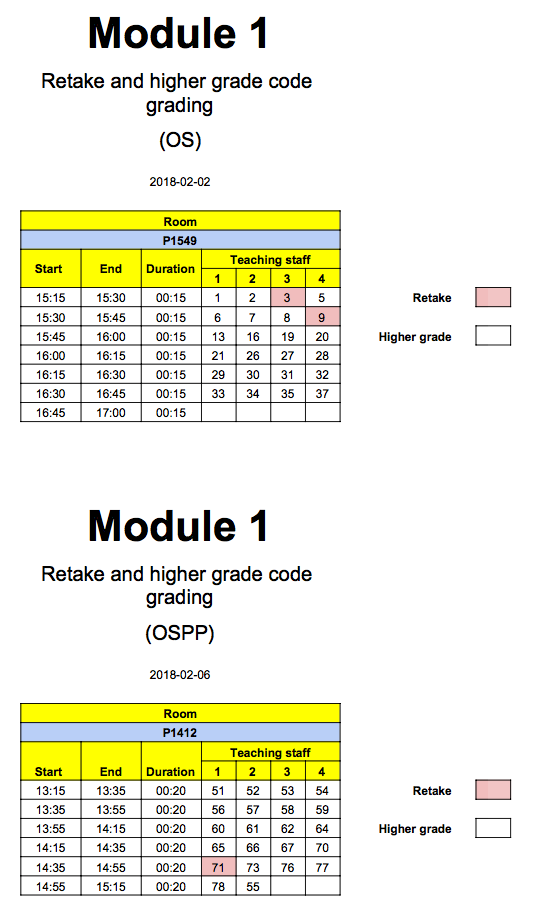 Module 1
Retake and higher grade code
grading
(OS)
2018-02-02
Room
P1549
Start End Duration Teaching staff
1 2 3 4
15:15 15:30 00:15 1 2 3 5
15:30 15:45 00:15 6 7 8 9
15:45 16:00 00:15 13 16 19 20
16:00 16:15 00:15 21 26 27 28
16:15 16:30 00:15 29 30 31 32
16:30 16:45 00:15 33 34 35 37
16:45 17:00 00:15
Retake
Higher grade
Module 1
Retake and higher grade code
grading
(OSPP)
2018-02-06
Room
P1412
Teaching staff
Start End Duration 1 2 3 4
13:15 13:35 00:20 51 52 53 54
13:35 13:55 00:20 56 57 58 59
13:55 14:15 00:20 60 61 62 64
14:15 14:35 00:20 65 66 67 70
14:35 14:55 00:20 71 73 76 77
14:55 15:15 00:20 78 55
Retake
Higher grade